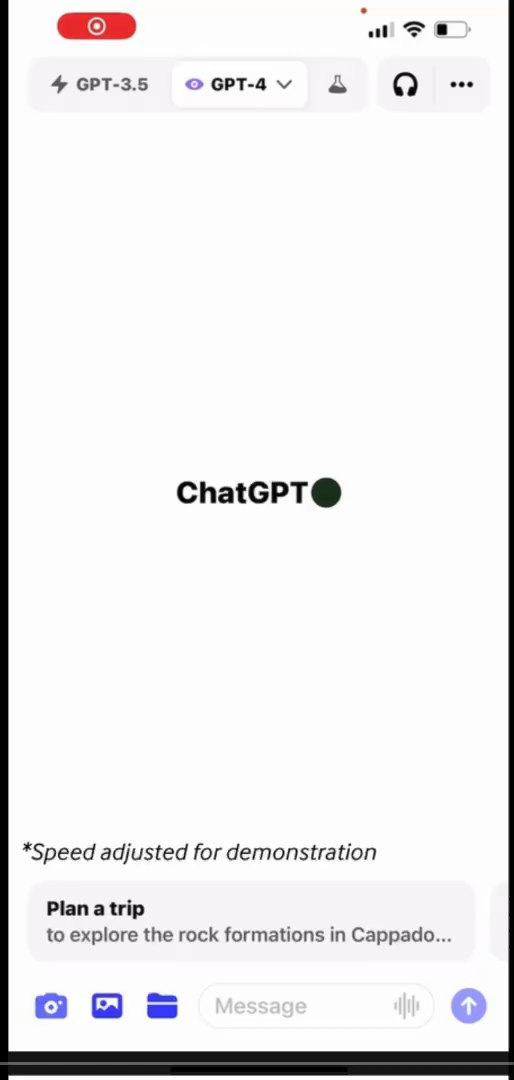 GPT-3.5 GPT-4
ChatGPT
*Speed adjusted for demonstration
Plan a trip
to explore the rock formations in Cappado...
Message